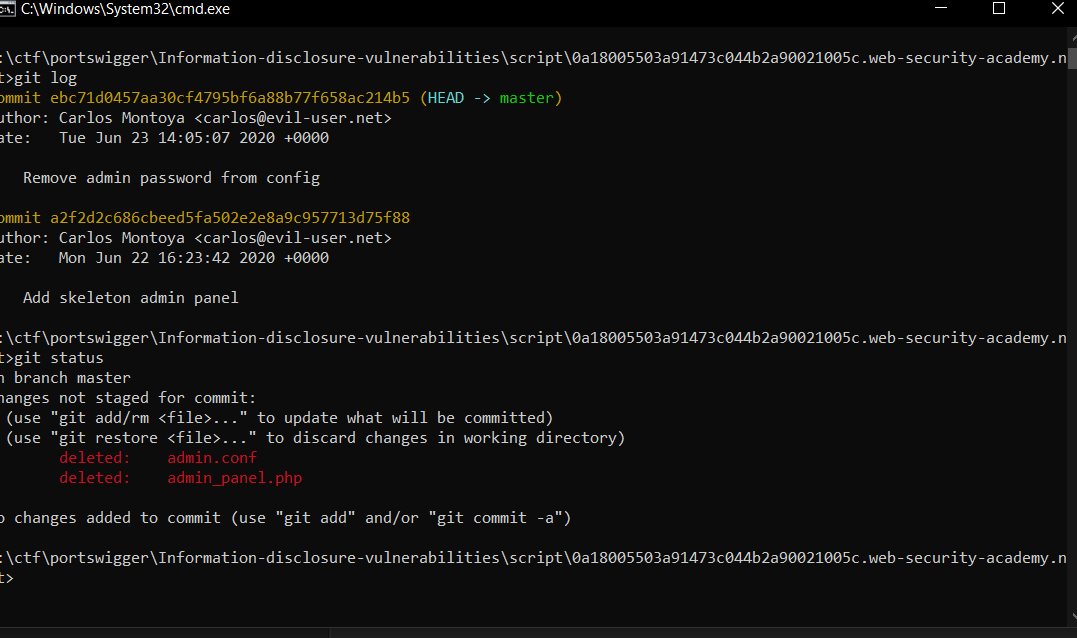 C:\Windows\System32\cmd.exe
:\ctf\portswigger\Information-disclosure-vulnerabilities\script\0a18005503a91473c044b2a90021005c.web-security-academy.n
t>git log
ommit ebc71d0457aa30cf4795bf6a88b77f658ac214b5 (HEAD -> master)
uthor: Carlos Montoya <carlos@evil-user.net>
ate:   Tue Jun 23 14:05:07 2020 +0000
Remove admin password from config
ommit a2f2d2c686cbeed5fa502e2e8a9c957713d75f88
uthor: Carlos Montoya <carlos@evil-user.net>
ate:   Mon Jun 22 16:23:42 2020 +0000
Add skeleton admin panel
:\ctf\portswigger\Information-disclosure-vulnerabilities\script\0a18005503a91473c044b2a90021005c.web-security-academy.n
t>git status
n branch master
hanges not staged for commit:
(use "git add/rm <file>..." to update what will be committed)
(use "git restore <file>..." to discard changes in working directory)
deleted:    admin.conf
deleted:    admin_panel.php
o changes added to commit (use "git add" and/or "git commit -a")
:\ctf\portswigger\Information-disclosure-vulnerabilities\script\0a18005503a91473c044b2a90021005c.web-security-academy.n
t>